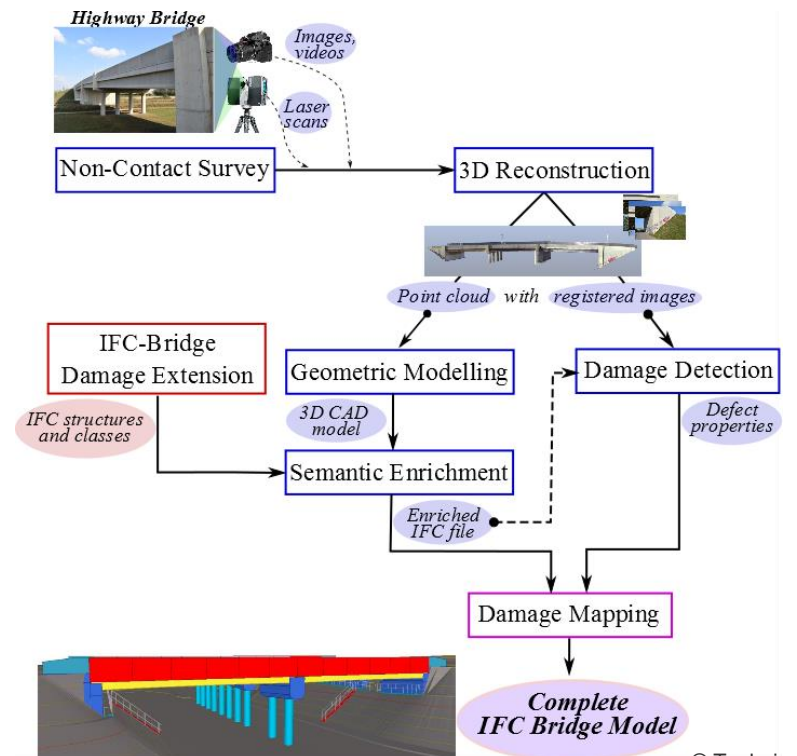 Highway Bridge
Images,
videos
Laser
scans
Non-Contact Survey
3D Reconstruction
Point cloud with registered images
IFC-Bridge
Damage Extension
Geometric Modelling
Damage Detection
IFC structures
and classes
3D CAD
model
Defect
properties
Semantic Enrichment
Enriched
IFC file
Damage Mapping
Complete
IFC Bridge Model